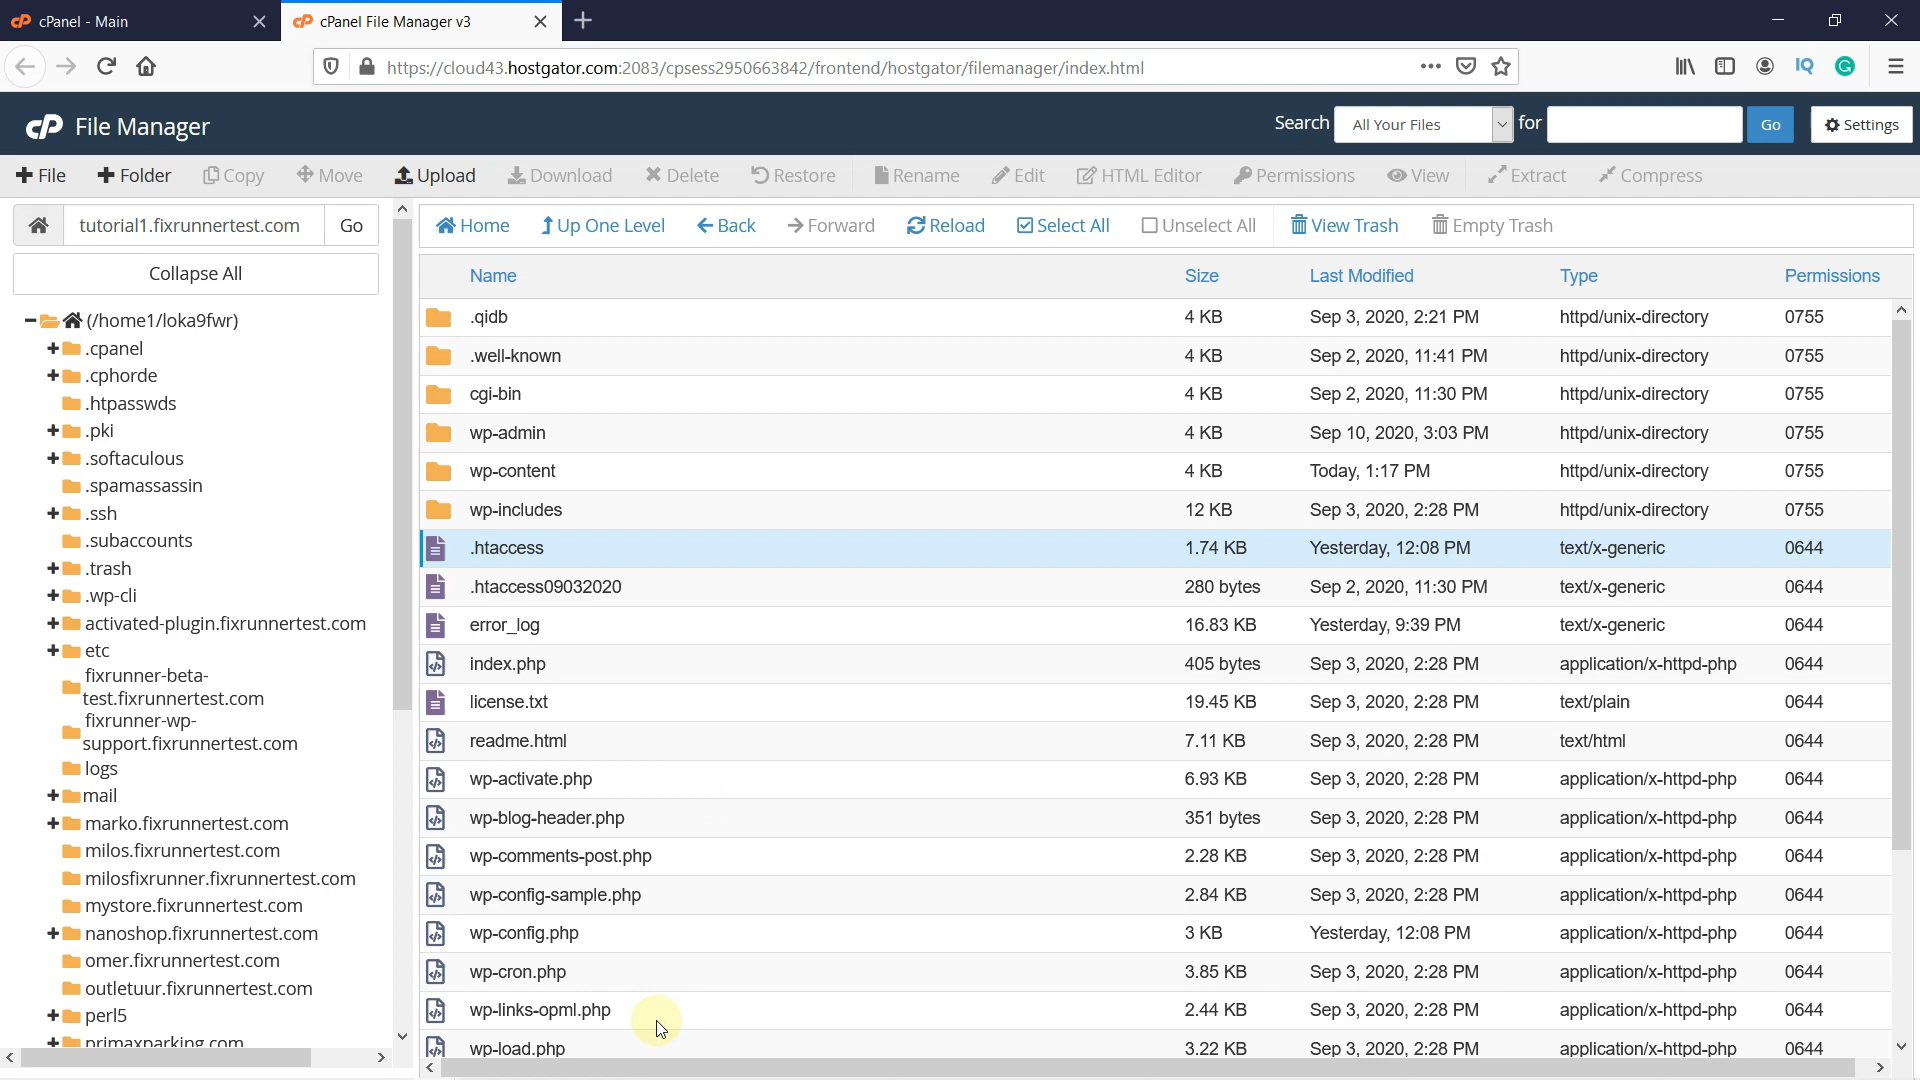 cPanel - Main
cPanel File Manager v3
https://cloud43.hostgator.com:2083/cpsess2950663842/frontend/hostgator/filemanager/index.html
cP File Manager
Search All Your Files for Go Settings
File Folder Copy Move Upload Download Delete Restore Rename Edit HTML Editor Permissions View Extract Compress
tutorial1.fixrunnertest.com Go
Collapse All
(/home1/loka9fwr)
.cpanel
.cphorde
.htpasswds
.pki
.softaculous
.spamassassin
.ssh
.subaccounts
.trash
.wp-cli
activated-plugin.fixrunnertest.com
etc
fixrunner-beta-
test.fixrunnertest.com
fixrunner-wp-
support.fixrunnertest.com
logs
mail
marko.fixrunnertest.com
milos.fixrunnertest.com
milosfixrunner.fixrunnertest.com
mystore.fixrunnertest.com
nanoshop.fixrunnertest.com
omer.fixrunnertest.com
outletuur.fixrunnertest.com
perl5
primaxparking.com
Home Up One Level Back Forward Reload Select All Unselect All View Trash Empty Trash
Name Size Last Modified Type Permissions
.qidb 4 KB Sep 3, 2020, 2:21 PM httpd/unix-directory 0755
.well-known 4 KB Sep 2, 2020, 11:41 PM httpd/unix-directory 0755
cgi-bin 4 KB Sep 2, 2020, 11:30 PM httpd/unix-directory 0755
wp-admin 4 KB Sep 10, 2020, 3:03 PM httpd/unix-directory 0755
wp-content 4 KB Today, 1:17 PM httpd/unix-directory 0755
wp-includes 12 KB Sep 3, 2020, 2:28 PM httpd/unix-directory 0755
.htaccess 1.74 KB Yesterday, 12:08 PM text/x-generic 0644
.htaccess09032020 280 bytes Sep 2, 2020, 11:30 PM text/x-generic 0644
error_log 16.83 KB Yesterday, 9:39 PM text/x-generic 0644
index.php 405 bytes Sep 3, 2020, 2:28 PM application/x-httpd-php 0644
license.txt 19.45 KB Sep 3, 2020, 2:28 PM text/plain 0644
readme.html 7.11 KB Sep 3, 2020, 2:28 PM text/html 0644
wp-activate.php 6.93 KB Sep 3, 2020, 2:28 PM application/x-httpd-php 0644
wp-blog-header.php 351 bytes Sep 3, 2020, 2:28 PM application/x-httpd-php 0644
wp-comments-post.php 2.28 KB Sep 3, 2020, 2:28 PM application/x-httpd-php 0644
wp-config-sample.php 2.84 KB Sep 3, 2020, 2:28 PM application/x-httpd-php 0644
wp-config.php 3 KB Yesterday, 12:08 PM application/x-httpd-php 0644
wp-cron.php 3.85 KB Sep 3, 2020, 2:28 PM application/x-httpd-php 0644
wp-links-opml.php 2.44 KB Sep 3, 2020, 2:28 PM application/x-httpd-php 0644
wp-load.php 3.22 KB Sep 3, 2020, 2:28 PM application/x-httpd-php 0644